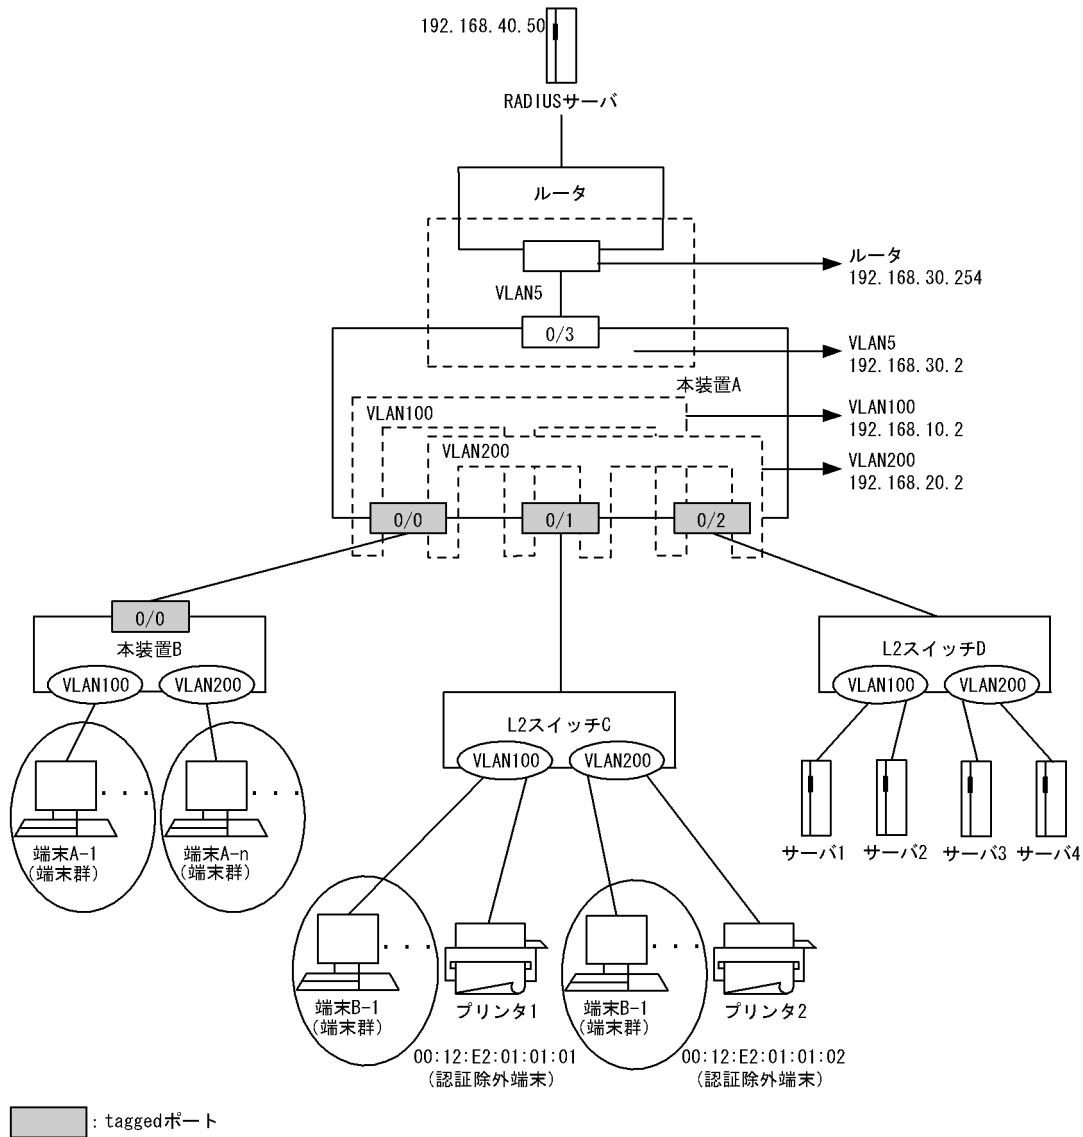 192.168.40.50
RADIUSサーバ
ルータ
ルータ
192.168.30.254
VLAN5
0/3
VLAN5
192.168.30.2
本装置A
VLAN100
VLAN100
192.168.10.2
VLAN200
VLAN200
192.168.20.2
0/0
0/1
0/2
0/0
本装置B
VLAN100
VLAN200
L2スイッチD
VLAN100
VLAN200
L2スイッチC
VLAN100
VLAN200
・・・
・・・
端末A-1
(端末群)
端末A-n
(端末群)
サーバ1
サーバ2
サーバ3
サーバ4
・・・
・・・
端末B-1
(端末群)
プリンタ1
端末B-1
(端末群)
プリンタ2
00:12:E2:01:01:01
(認証除外端末)
00:12:E2:01:01:02
(認証除外端末)
：taggedポート